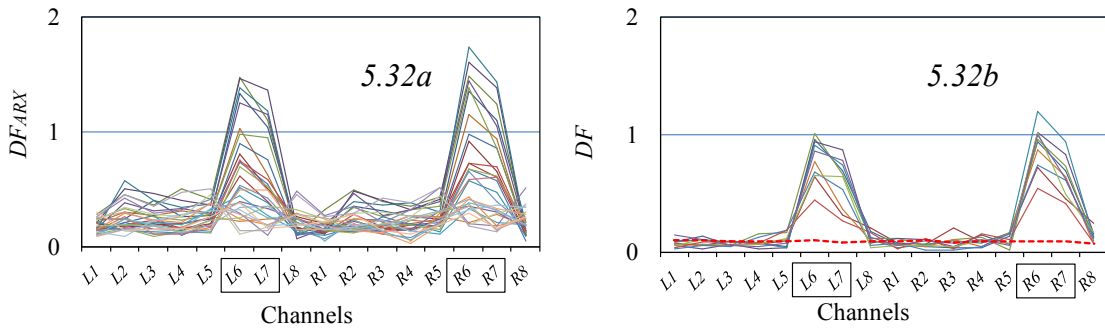 2
5.32a
DFARX
1
0
L1 L2 L3 L4 L5 L6 L7 L8 R1 R2 R3 R4 R5 R6 R7 R8
Channels
2
5.32b
DF
1
0
L1 L2 L3 L4 L5 L6 L7 L8 R1 R2 R3 R4 R5 R6 R7 R8
Channels